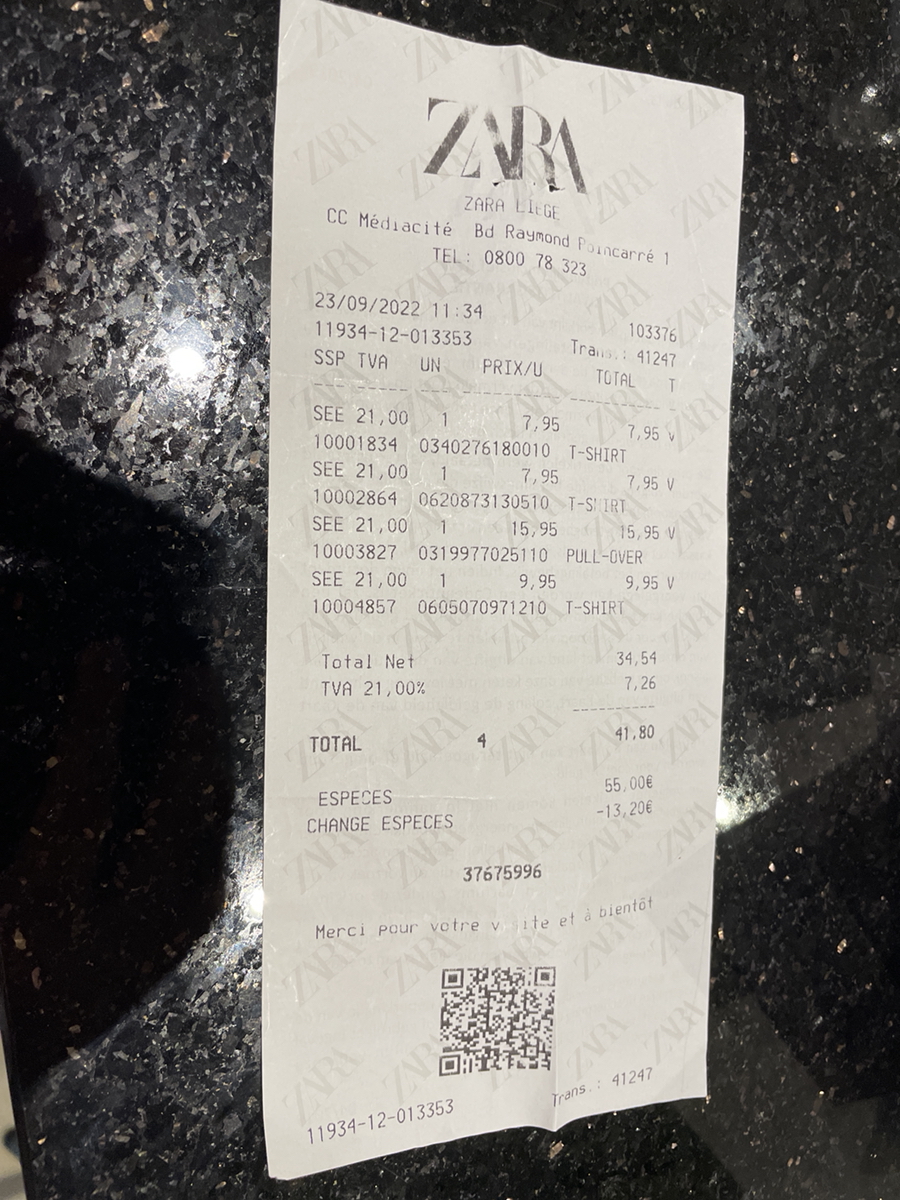 ZARA
ZARA LIEGE
CC Médiacité Bd Raymond Poincarré 1
TEL: 0800 78 323
23/09/2022 11:34 103376
11934-12-013353 Trans.: 41247
SSP TVA UN PRIX/U TOTAL T
SEE 21,00 1 7,95 7,95 V
10001834 0340276180010 T-SHIRT
SEE 21,00 1 7,95 7,95 V
10002864 0620873130510 T-SHIRT
SEE 21,00 1 15,95 15,95 V
10003827 0319977025110 PULL-OVER
SEE 21,00 1 9,95 9,95 V
10004857 0605070971210 T-SHIRT
Total Net 34,54
TVA 21,00% 7,26
TOTAL 4 41,80
ESPECES 55,00€
CHANGE ESPECES -13,20€
37675996
Merci pour votre visite et à bientôt
11934-12-013353 Trans.: 41247